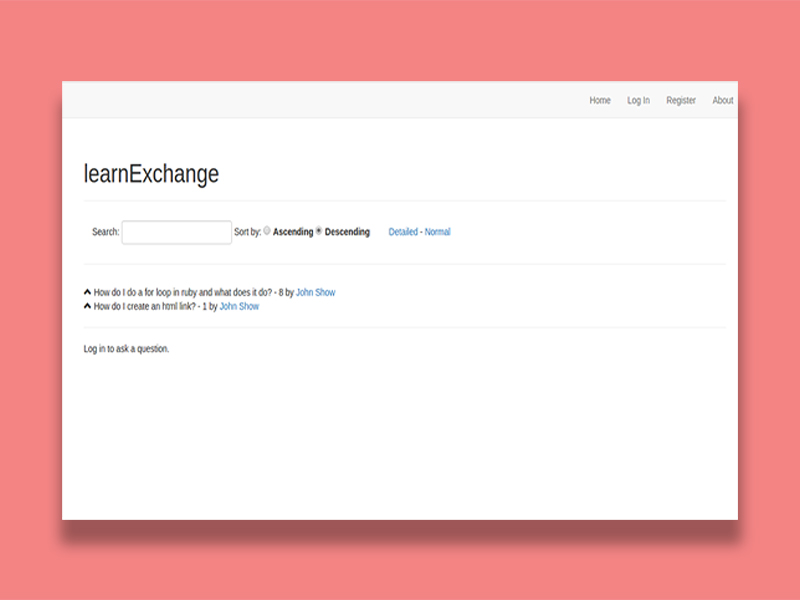 Home Log In Register About
learnExchange
Search: Sort by: Ascending Descending Detailed - Normal
How do I do a for loop in ruby and what does it do? - 8 by John Show
How do I create an html link? - 1 by John Show
Log in to ask a question.